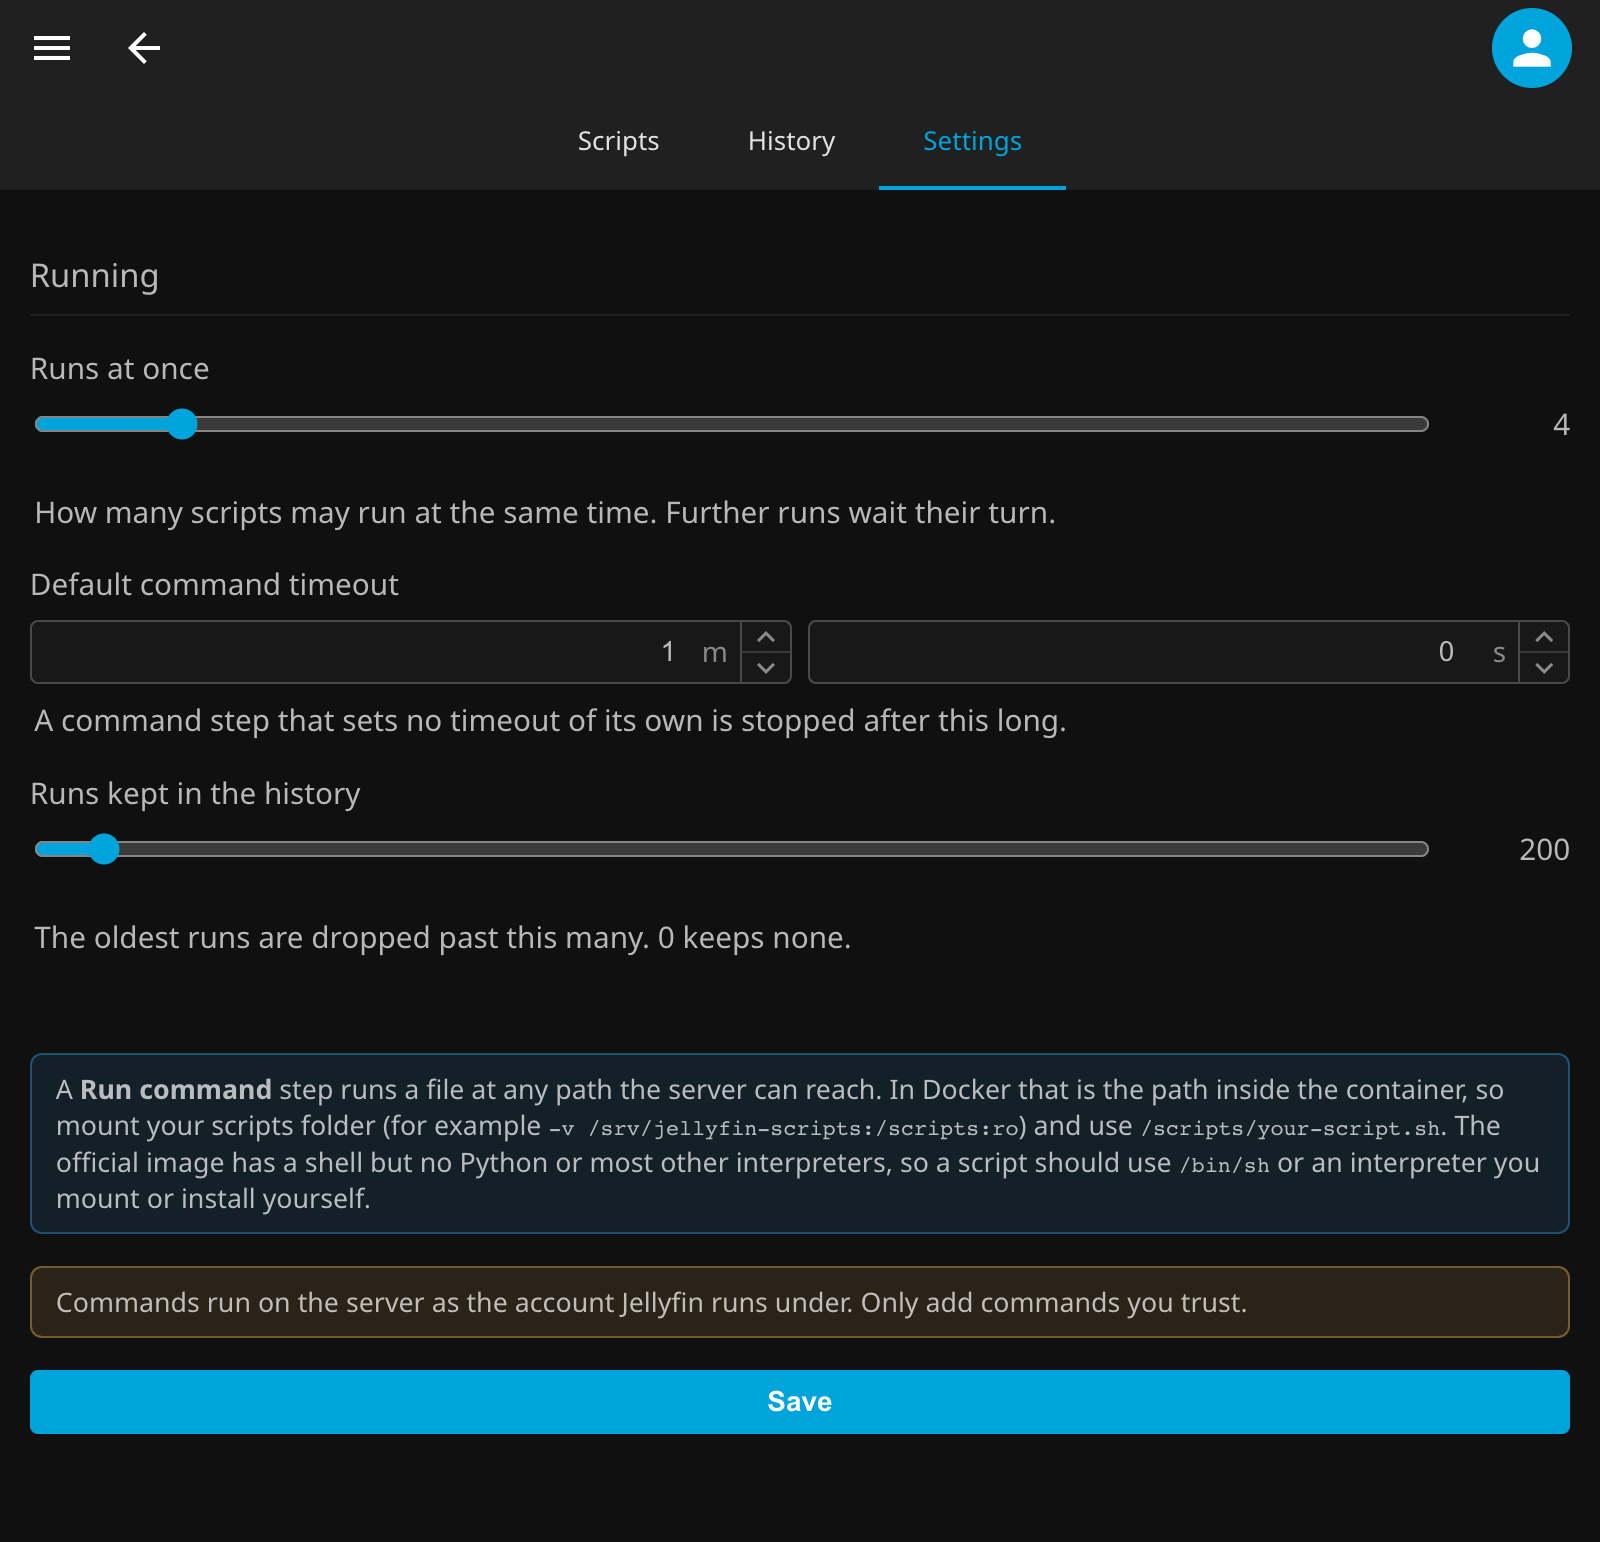 Scripts
History
Settings
Running
Runs at once
4
How many scripts may run at the same time. Further runs wait their turn.
Default command timeout
1 m
0 s
A command step that sets no timeout of its own is stopped after this long.
Runs kept in the history
200
The oldest runs are dropped past this many. 0 keeps none.
A Run command step runs a file at any path the server can reach. In Docker that is the path inside the container, so
mount your scripts folder (for example -v /srv/jellyfin-scripts:/scripts:ro) and use /scripts/your-script.sh. The
official image has a shell but no Python or most other interpreters, so a script should use /bin/sh or an interpreter you
mount or install yourself.
Commands run on the server as the account Jellyfin runs under. Only add commands you trust.
Save